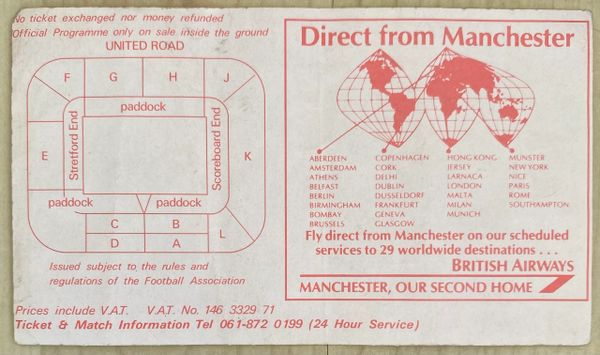 No ticket exchanged nor money refunded
Official Programme only on sale inside the ground
UNITED ROAD
F G H J
paddock
Stretford End
Scoreboard End
E
K
paddock
paddock
C B
D A
L
Issued subject to the rules and
regulations of the Football Association
Prices include V.A.T. V.A.T. No. 146 3329 71
Ticket & Match Information Tel 061-872 0199 (24 Hour Service)
Direct from Manchester
ABERDEEN
AMSTERDAM
ATHENS
BELFAST
BERLIN
BIRMINGHAM
BOMBAY
BRUSSELS
COPENHAGEN
CORK
DELHI
DUBLIN
DUSSELDORF
FRANKFURT
GENEVA
GLASGOW
HONG KONG
JERSEY
LARNACA
LONDON
MALTA
MILAN
MUNICH
MUNSTER
NEW YORK
NICE
PARIS
ROME
SOUTHAMPTON
Fly direct from Manchester on our scheduled
services to 29 worldwide destinations . . .
BRITISH AIRWAYS
MANCHESTER, OUR SECOND HOME